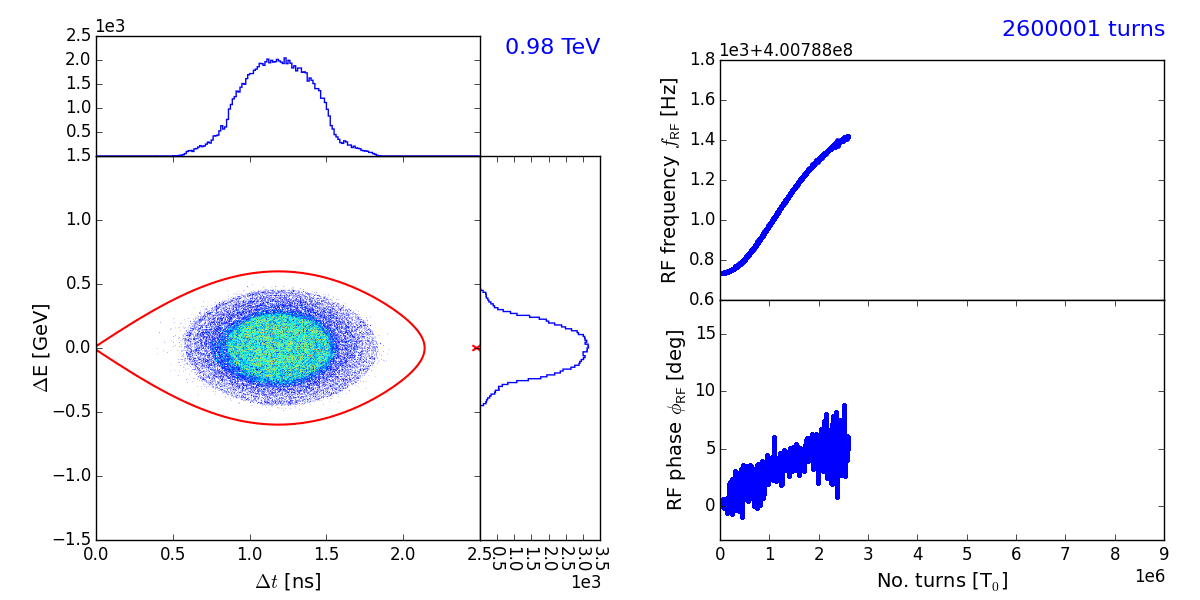 1e3
2.5
2.0
1.5
1.0
0.5
0.98 TeV
1.5
1.0
0.5
0.0
−0.5
−1.0
−1.5
ΔE [GeV]
0.0 0.5 1.0 1.5 2.0 2.5
Δt [ns]
0.5 1.0 1.5 2.0 2.5 3.0 3.5
1e3
2600001 turns
1e3+4.00788e8
1.8
1.6
1.4
1.2
1.0
0.8
0.6
RF frequency f_RF [Hz]
15
10
5
0
RF phase ϕ_RF [deg]
0 1 2 3 4 5 6 7 8 9
1e6
No. turns [T₀]